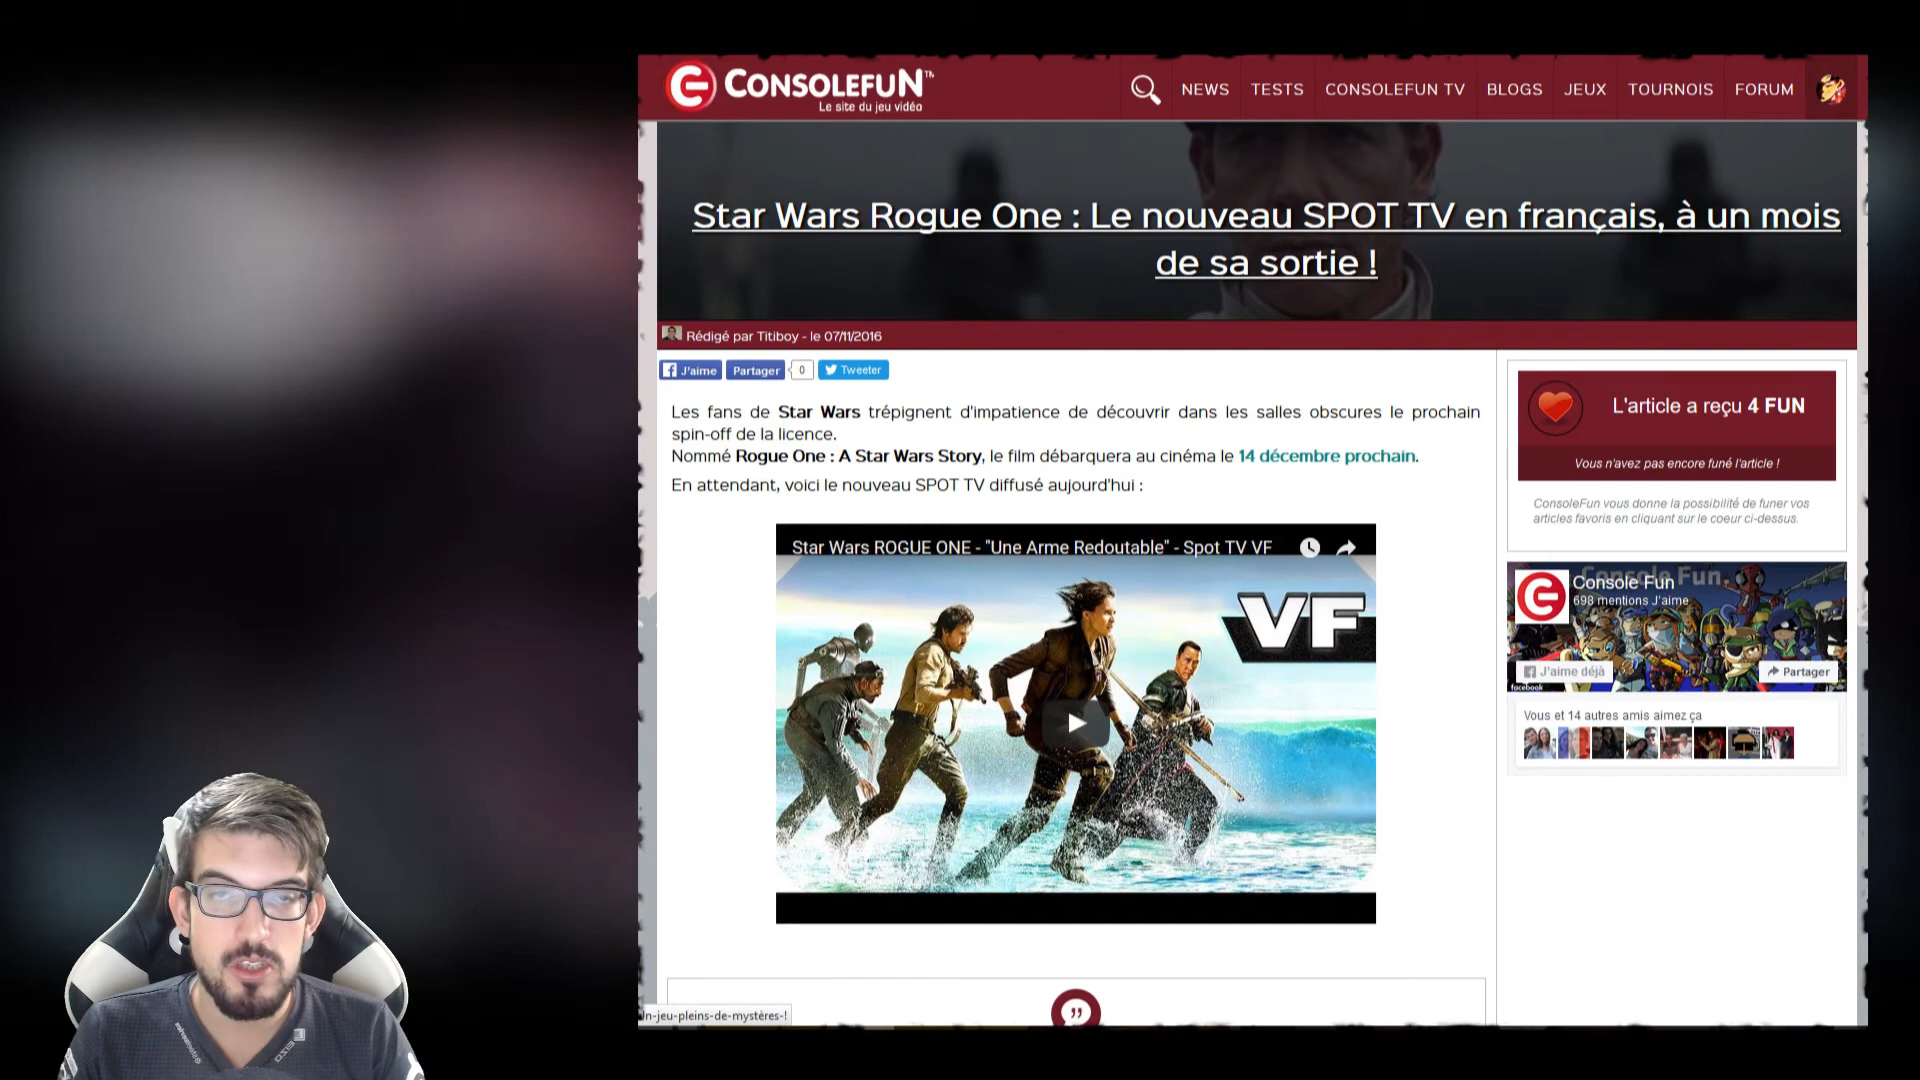 CONSOLEFUN™
Le site du jeu vidéo
NEWS TESTS CONSOLEFUN TV BLOGS JEUX TOURNOIS FORUM
Star Wars Rogue One : Le nouveau SPOT TV en français, à un mois
de sa sortie !
Rédigé par Titiboy - le 07/11/2016
J'aime Partager 0 Tweeter
Les fans de Star Wars trépignent d'impatience de découvrir dans les salles obscures le prochain
spin-off de la licence.
Nommé Rogue One : A Star Wars Story, le film débarquera au cinéma le 14 décembre prochain.
En attendant, voici le nouveau SPOT TV diffusé aujourd'hui :
Star Wars ROGUE ONE - "Une Arme Redoutable" - Spot TV VF
VF
L'article a reçu 4 FUN
Vous n'avez pas encore funé l'article !
ConsoleFun vous donne la possibilité de funer vos
articles favoris en cliquant sur le coeur ci-dessus.
Console Fun
Console Fun
698 mentions J'aime
J'aime déjà
Partager
facebook
Vous et 14 autres amis aimez ça
n-jeu-pleins-de-mystères-!